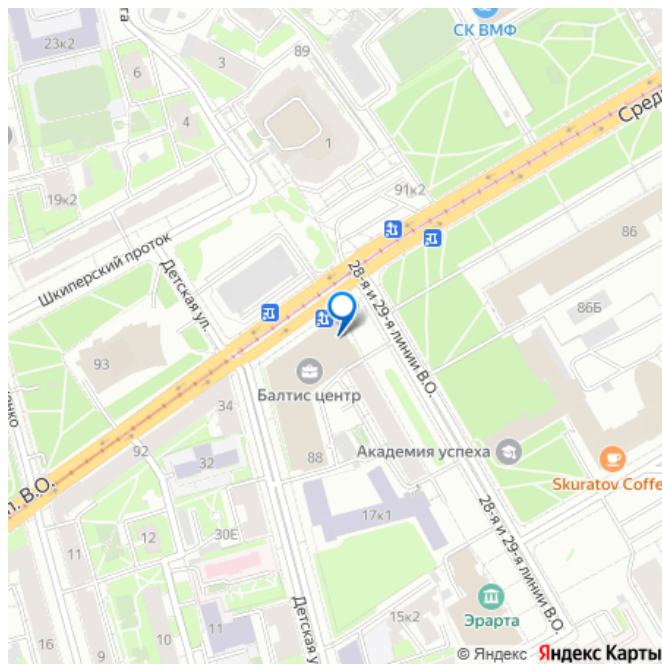 23к2
га
СК ВМФ
3
89
6
4
1
Сред
19к2
91к2
86
Шкиперский проток
Детская ул.
28-я и 29-я линии В.О.
86Б
93
Балтис центр
34
92
Академия успеха
32
88
Skuratov Coffe
п. В.О.
17к1
28-я и 29-я линии В.О.
30Е
11
12
Эрарта
Детская у
15к2
10
11
16
9
© Яндекс Яндекс Карты